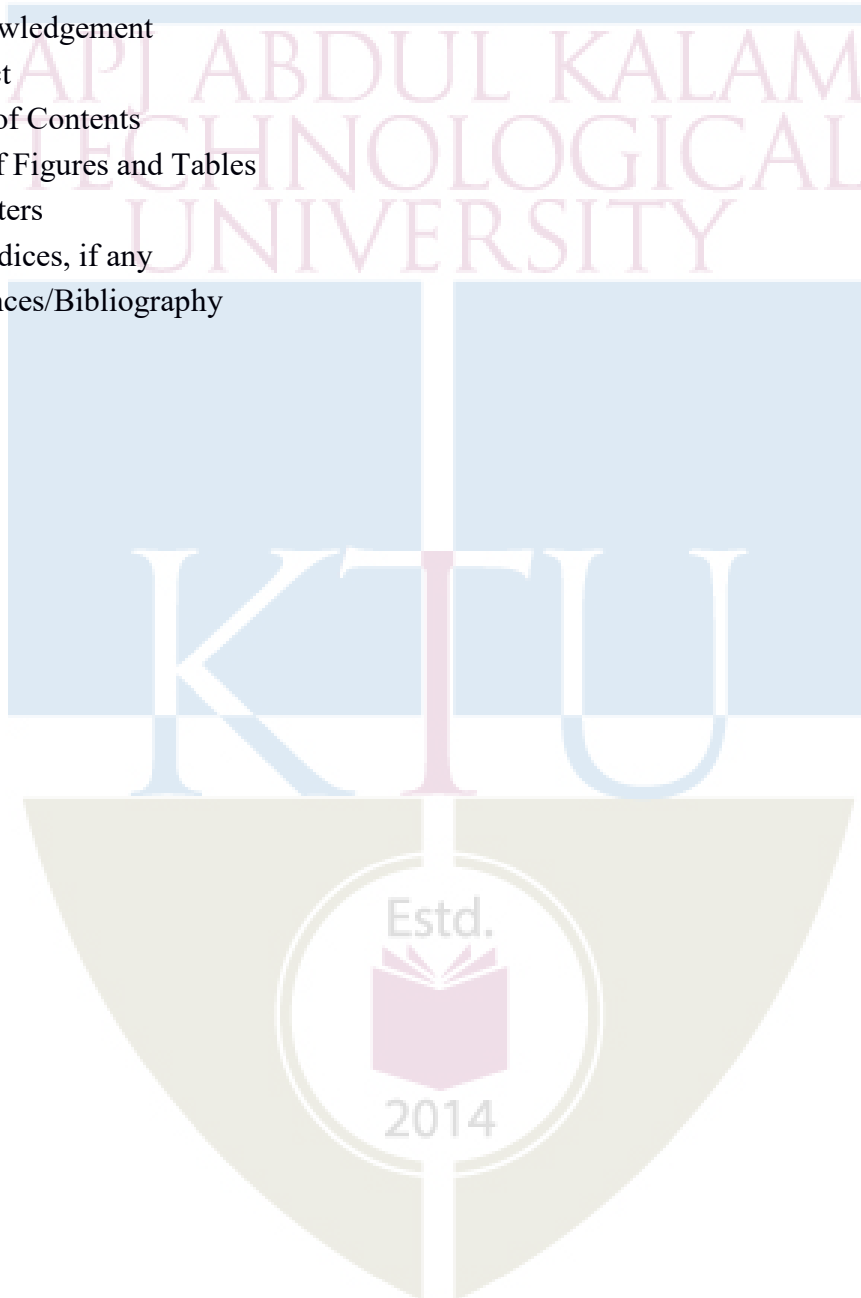 wledgement
APJ ABDUL KALAM
ct
of Contents
TECHNOLOGICAL
f Figures and Tables
ters
UNIVERSITY
dices, if any
nces/Bibliography
KTU
Estd.
2014